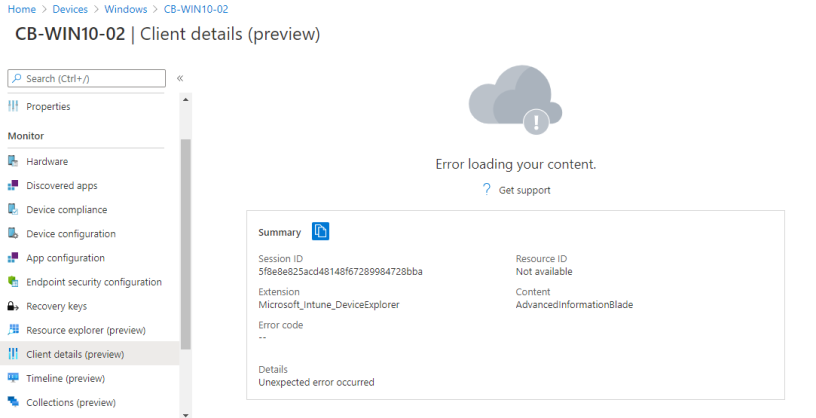 Home > Devices > Windows > CB-WIN10-02
CB-WIN10-02 | Client details (preview)
Search (Ctrl+/)
«
Properties
Monitor
Hardware
Discovered apps
Device compliance
Device configuration
App configuration
Endpoint security configuration
Recovery keys
Resource explorer (preview)
Client details (preview)
Timeline (preview)
Collections (preview)
Error loading your content.
? Get support
Summary
Session ID
5f8e8e825acd48148f67289984728bba
Resource ID
Not available
Extension
Microsoft_Intune_DeviceExplorer
Content
AdvancedInformationBlade
Error code
--
Details
Unexpected error occurred